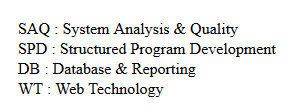 SAQ : System Analysis & Quality
SPD : Structured Program Development
DB : Database & Reporting
WT : Web Technology